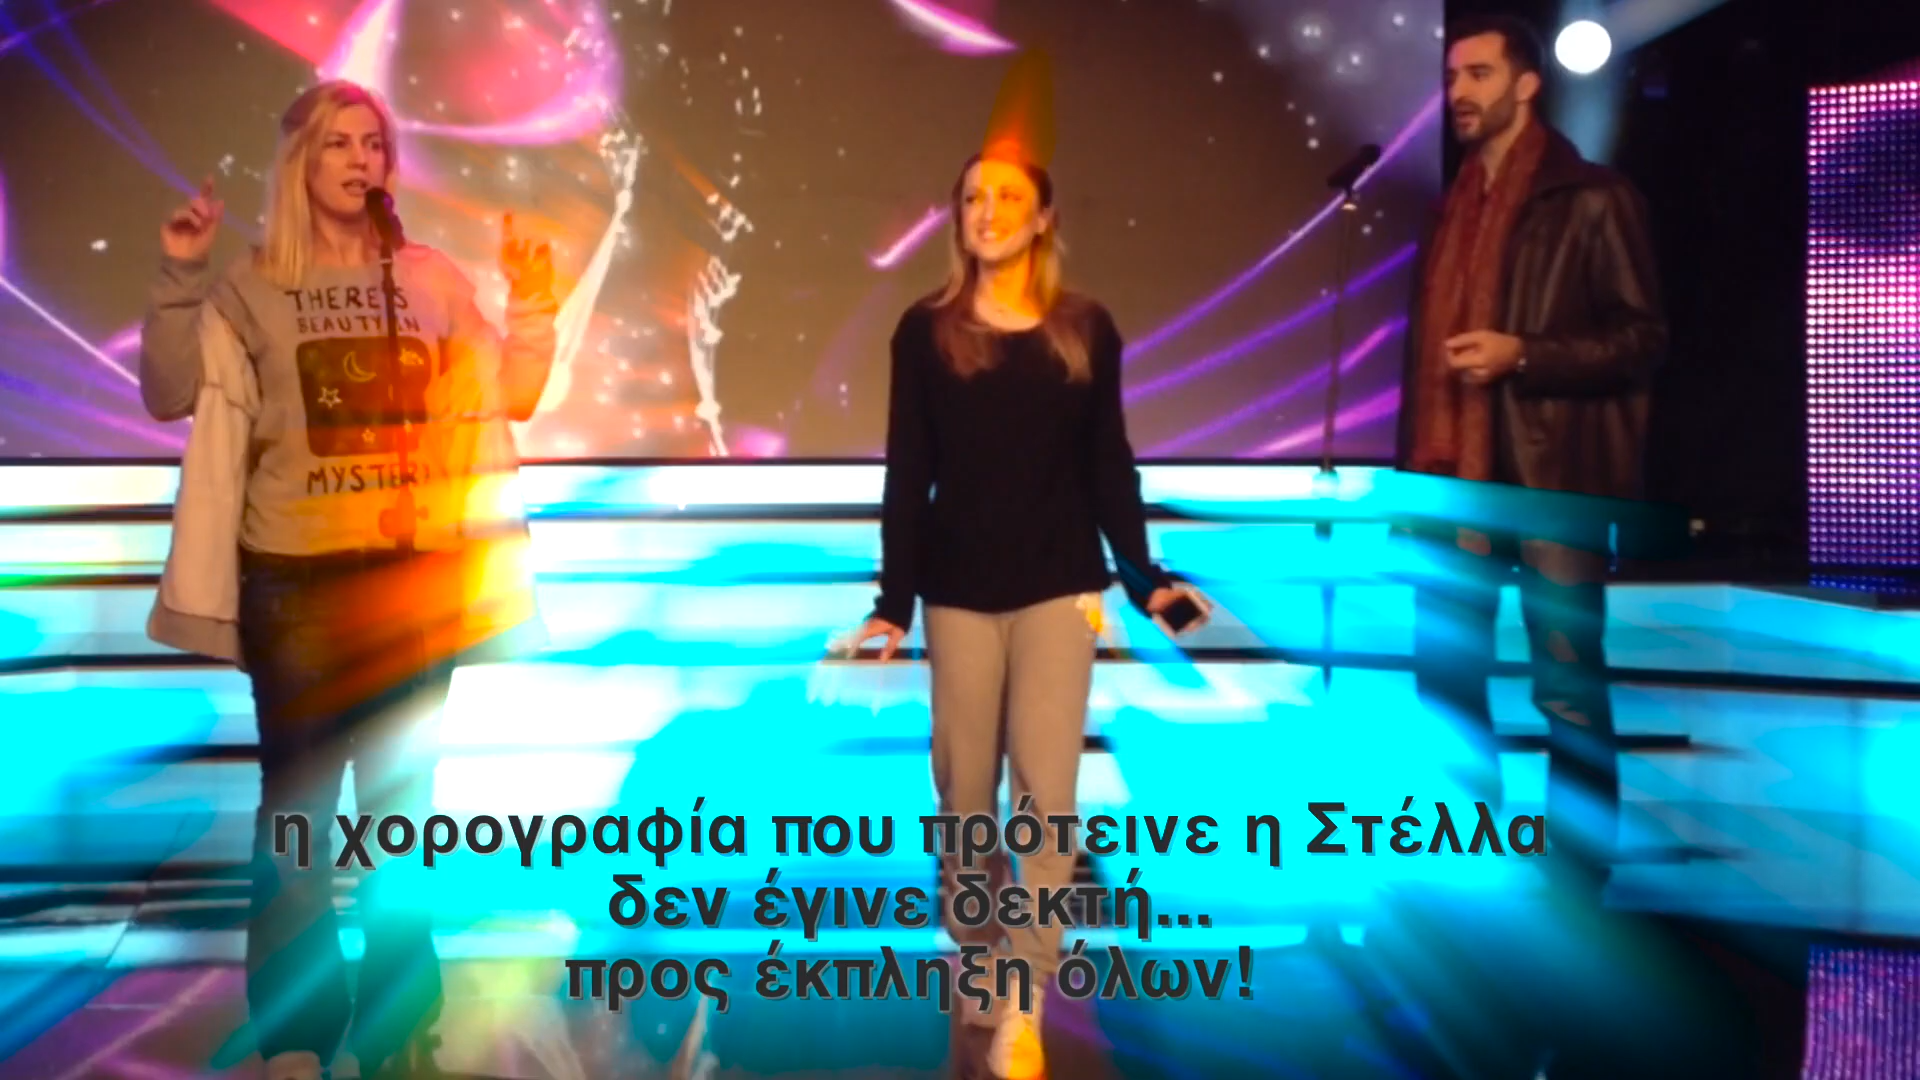 THERE'S
BEAUTY IN
MYSTERY
η χορογραφία που πρότεινε η Στέλλα
δεν έγινε δεκτή...
προς έκπληξη όλων!